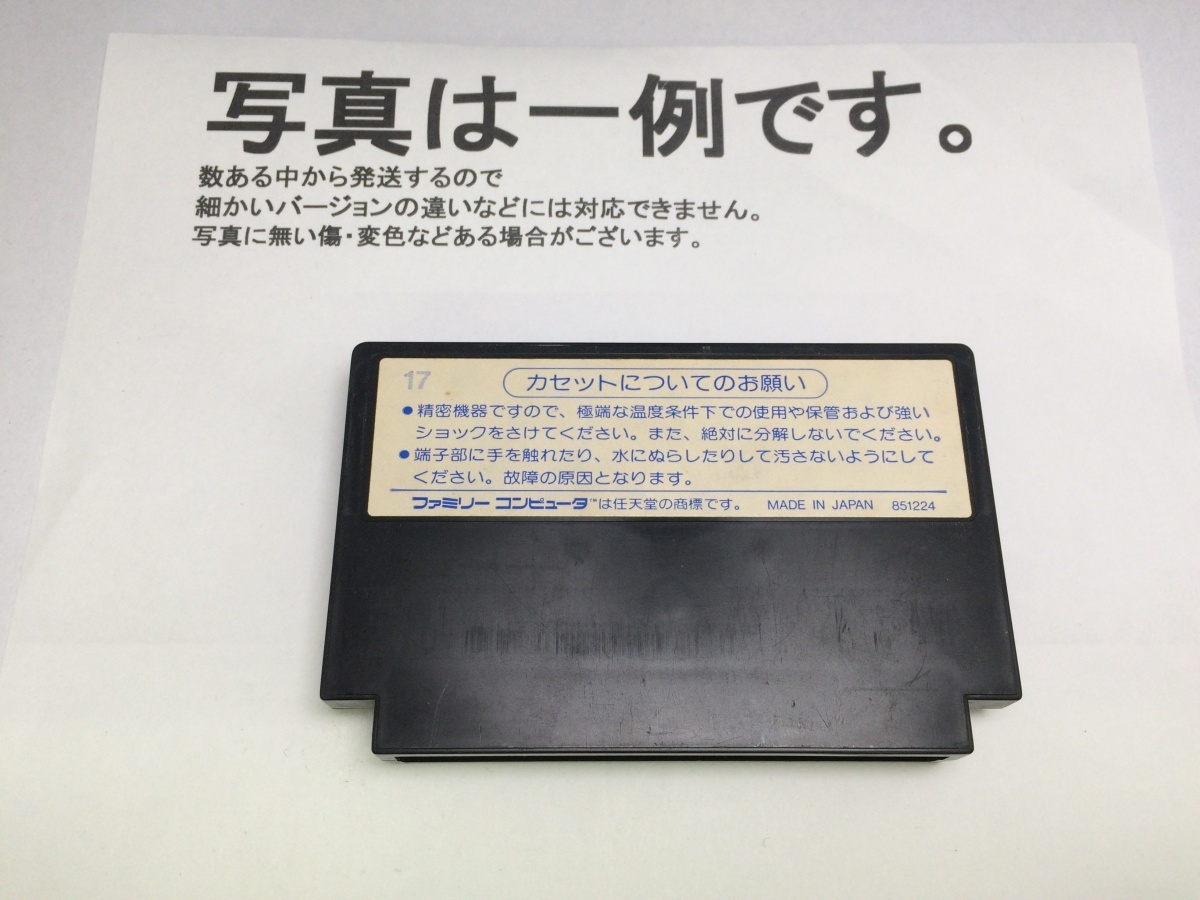 写真は一例です。
数ある中から発送するので
細かいバージョンの違いなどには対応できません。
写真に無い傷・変色などある場合がございます。
17
カセットについてのお願い
●精密機器ですので、極端な温度条件下での使用や保管および強い
ショックをさけてください。また、絶対に分解しないでください。
●端子部に手を触れたり、水にぬらしたりして汚さないようにして
ください。故障の原因となります。
ファミリー コンピュータ™は任天堂の商標です。 MADE IN JAPAN 851224